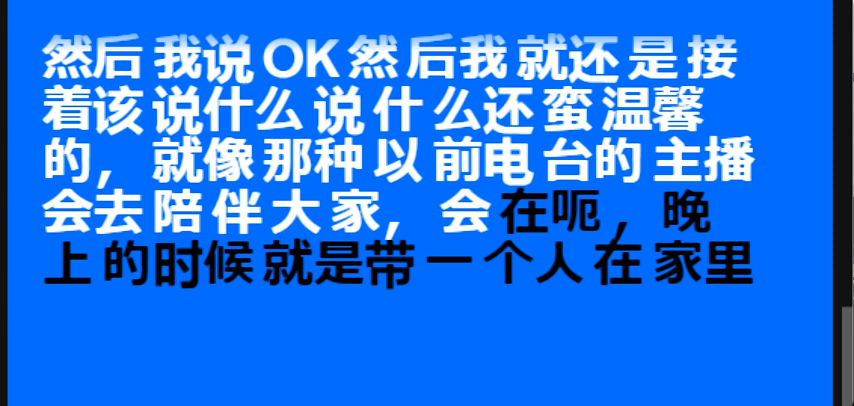 然后我说OK然后我就还是接
着该说什么说什么还蛮温馨
的，就像那种以前电台的主播
会去陪伴大家，会在呃，晚
上的时候就是带一个人在家里